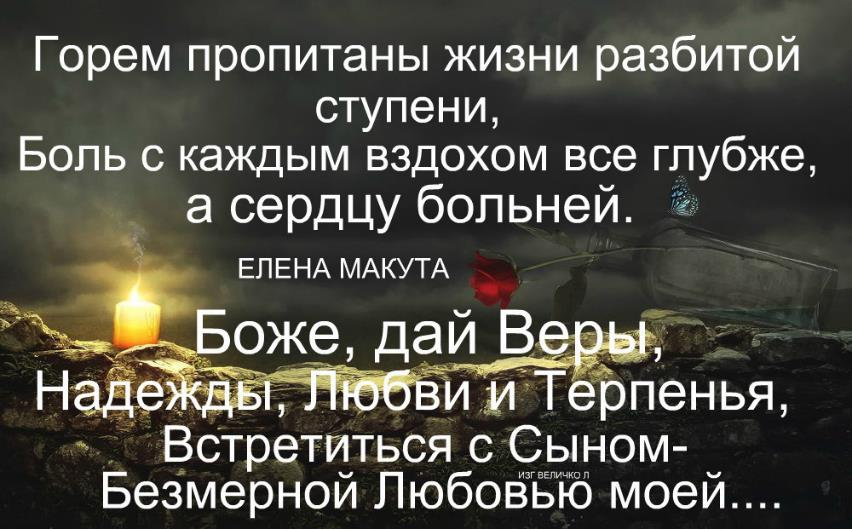 Горем пропитаны жизни разбитой
ступени,
Боль с каждым вздохом все глубже,
а сердцу больней.
ЕЛЕНА МАКУТА
Боже, дай Веры,
Надежды, Любви и Терпенья,
Встретиться с Сыном-
ИЗГ ВЕЛИЧКО Л
Безмерной Любовью моей....